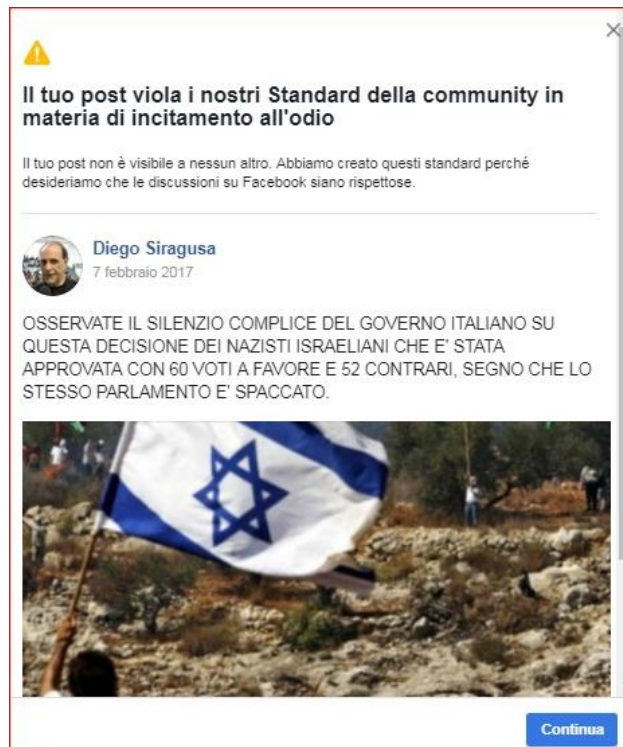 Il tuo post viola i nostri Standard della community in
materia di incitamento all'odio
Il tuo post non è visibile a nessun altro. Abbiamo creato questi standard perché
desideriamo che le discussioni su Facebook siano rispettose.
Diego Siragusa
7 febbraio 2017
OSSERVATE IL SILENZIO COMPLICE DEL GOVERNO ITALIANO SU
QUESTA DECISIONE DEI NAZISTI ISRAELIANI CHE E' STATA
APPROVATA CON 60 VOTI A FAVORE E 52 CONTRARI, SEGNO CHE LO
STESSO PARLAMENTO E' SPACCATO.
Continua